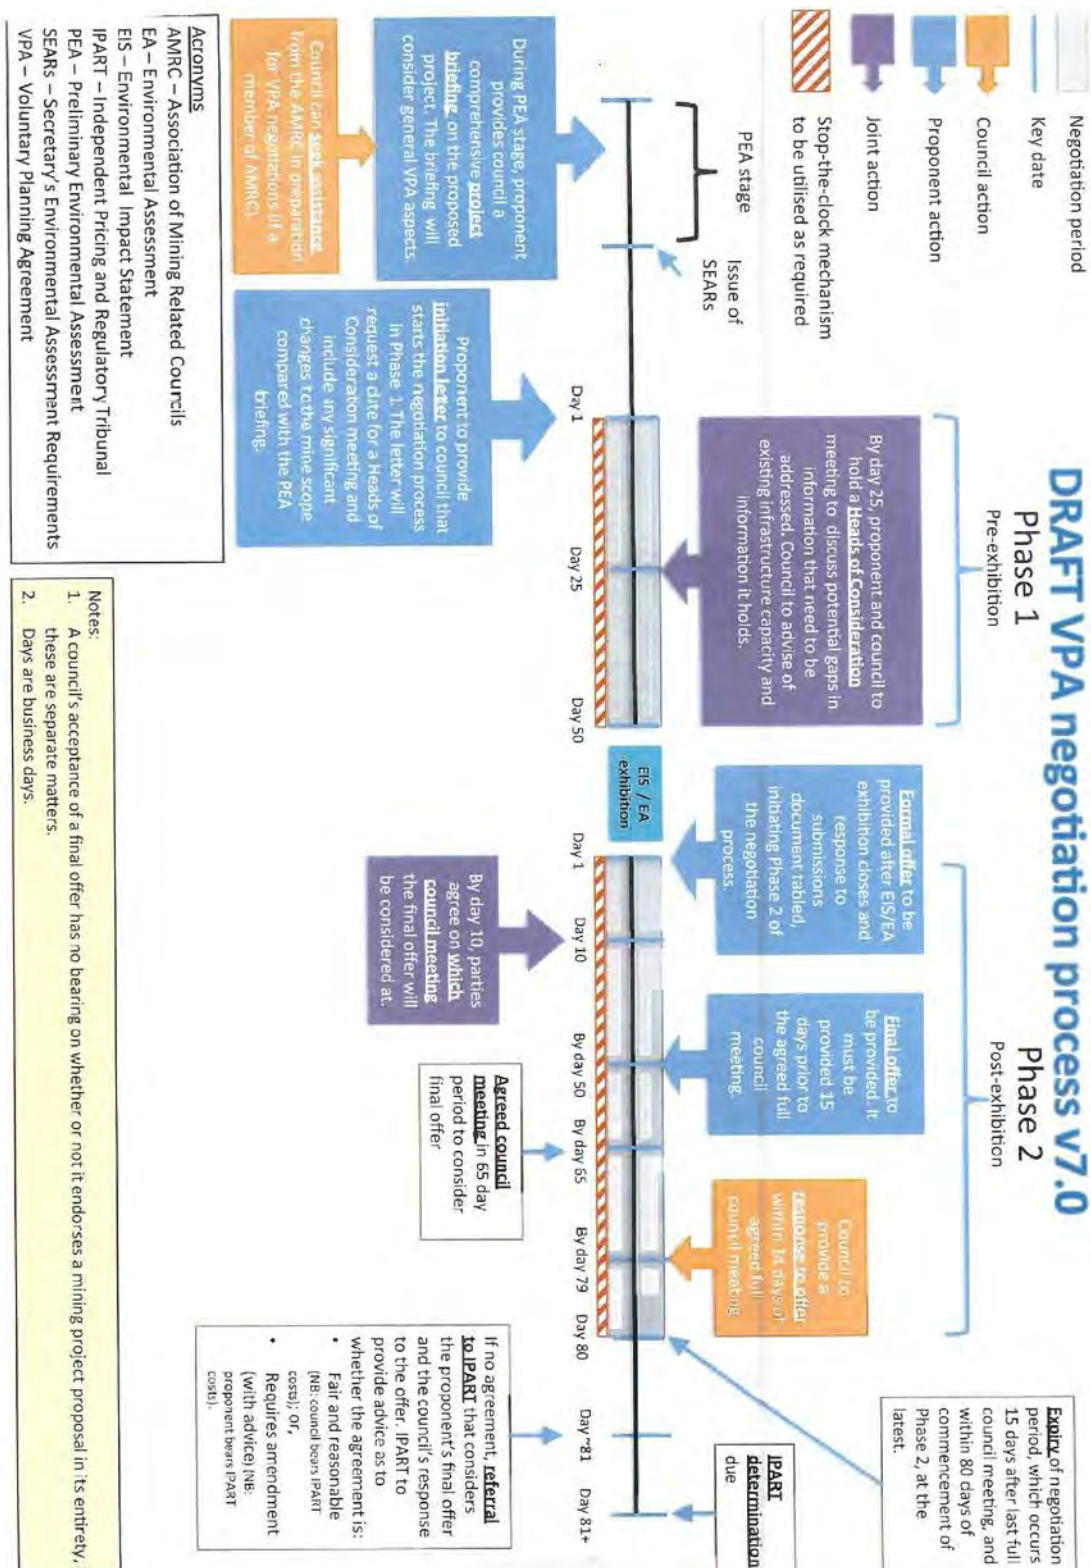 DRAFT VPA negotiation process v7.0
Negotiation period
Key date
Council action
Proponent action
Joint action
Stop-the-clock mechanism
to be utilised as required
Phase 1
Pre-exhibition
Phase 2
Post-exhibition
PEA stage
Issue of
SEARs
By day 25, proponent and council to
hold a Heads of Consideration
meeting to discuss potential gaps in
information that need to be
addressed. Council to advise of
existing infrastructure capacity and
information it holds.
Formal offer to be
provided after EIS/EA
exhibition closes and
response to
submissions
document tabled,
initiating Phase 2 of
the negotiation
process.
Final offer to
be provided. It
must be
provided 15
days prior to
the agreed full
council
meeting.
Council to
provide a
response to offer
within 14 days of
agreed full
council meeting
Expiry of negotiation
period, which occurs
15 days after last full
council meeting, and
within 80 days of
commencement of
Phase 2, at the
latest.
IPART
determination
due
EIS / EA
exhibition
Day 1
Day 25
Day 50
Day 1
Day 10
By day 50
By day 65
By day 79
Day 80
Day ~81
Day 81+
During PEA stage, proponent
provides council a
comprehensive project
briefing on the proposed
project. The briefing will
consider general VPA aspects.
Council can seek assistance
from the AMRC in preparation
for VPA negotiations (if a
member of AMRC)
Proponent to provide
initiation letter to council that
starts the negotiation process
in Phase 1. The letter will
request a date for a Heads of
Consideration meeting and
include any significant
changes to the mine scope
compared with the PEA
briefing.
By day 10, parties
agree on which
council meeting
the final offer will
be considered at.
Agreed council
meeting in 65 day
period to consider
final offer
If no agreement, referral
to IPART that considers
the proponent's final offer
and the council's response
to the offer. IPART to
provide advice as to
whether the agreement is:
• Fair and reasonable
(NB: council bears IPART
costs); or,
• Requires amendment
(with advice) (NB:
proponent bears IPART
costs).
Acronyms
AMRC – Association of Mining Related Councils
EA – Environmental Assessment
EIS – Environmental Impact Statement
IPART – Independent Pricing and Regulatory Tribunal
PEA – Preliminary Environmental Assessment
SEARs – Secretary's Environmental Assessment Requirements
VPA – Voluntary Planning Agreement
Notes:
1. A council's acceptance of a final offer has no bearing on whether or not it endorses a mining project proposal in its entirety,
these are separate matters.
2. Days are business days.